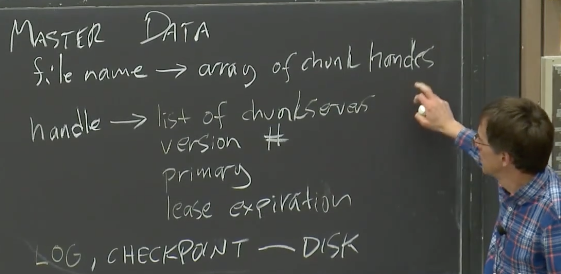 MASTER DATA
file name → array of chunk handles
handle → list of chunkservers
version #
primary
lease expiration
LOG, CHECKPOINT — DISK